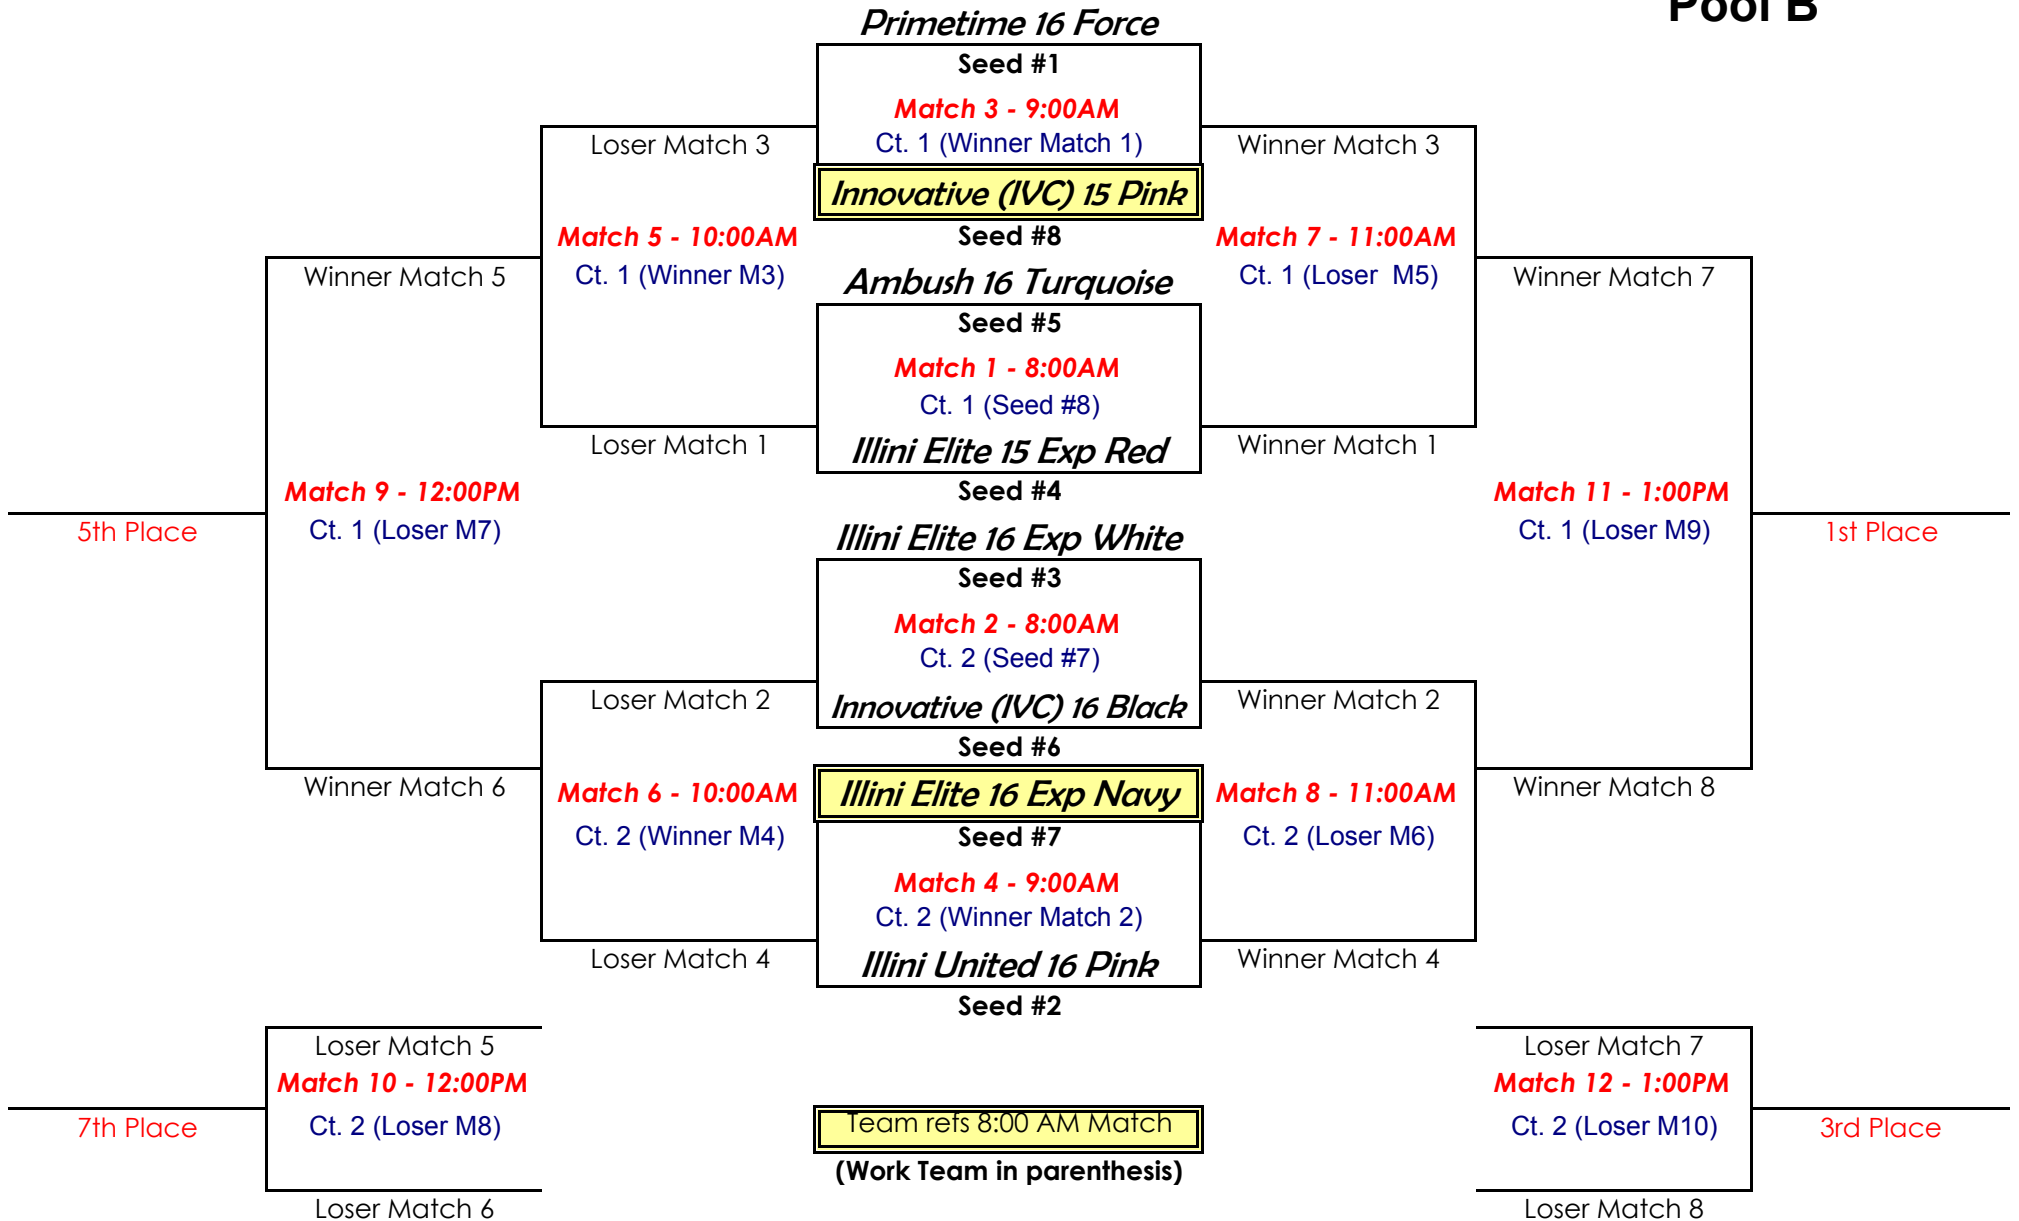 Pool B
Primetime 16 Force
Seed #1
Match 3 - 9:00AM
Loser Match 3
Ct. 1 (Winner Match 1)
Winner Match 3
Innovative (IVC) 15 Pink
Match 5 - 10:00AM
Seed #8
Match 7 - 11:00AM
Winner Match 5
Ct. 1 (Winner M3)
Ambush 16 Turquoise
Ct. 1 (Loser  M5)
Winner Match 7
Seed #5
Match 1 - 8:00AM
Ct. 1 (Seed #8)
Loser Match 1
Illini Elite 15 Exp Red
Winner Match 1
Match 9 - 12:00PM
Seed #4
Match 11 - 1:00PM
5th Place
Ct. 1 (Loser M7)
Illini Elite 16 Exp White
Ct. 1 (Loser M9)
1st Place
Seed #3
Match 2 - 8:00AM
Ct. 2 (Seed #7)
Loser Match 2
Innovative (IVC) 16 Black
Winner Match 2
Seed #6
Winner Match 6
Match 6 - 10:00AM
Illini Elite 16 Exp Navy
Match 8 - 11:00AM
Winner Match 8
Ct. 2 (Winner M4)
Seed #7
Ct. 2 (Loser M6)
Match 4 - 9:00AM
Ct. 2 (Winner Match 2)
Loser Match 4
Illini United 16 Pink
Winner Match 4
Seed #2
Loser Match 5
Loser Match 7
Match 10 - 12:00PM
Match 12 - 1:00PM
7th Place
Ct. 2 (Loser M8)
Team refs 8:00 AM Match
Ct. 2 (Loser M10)
3rd Place
(Work Team in parenthesis)
Loser Match 6
Loser Match 8